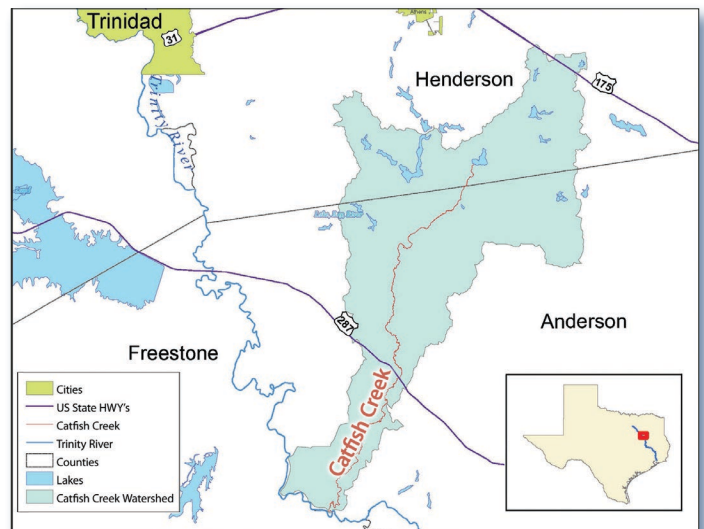 Trinidad
31
Athens
175
Henderson
Trinity River
287
Anderson
Freestone
Catfish Creek
Cities
US State HWY's
Catfish Creek
Trinity River
Counties
Lakes
Catfish Creek Watershed